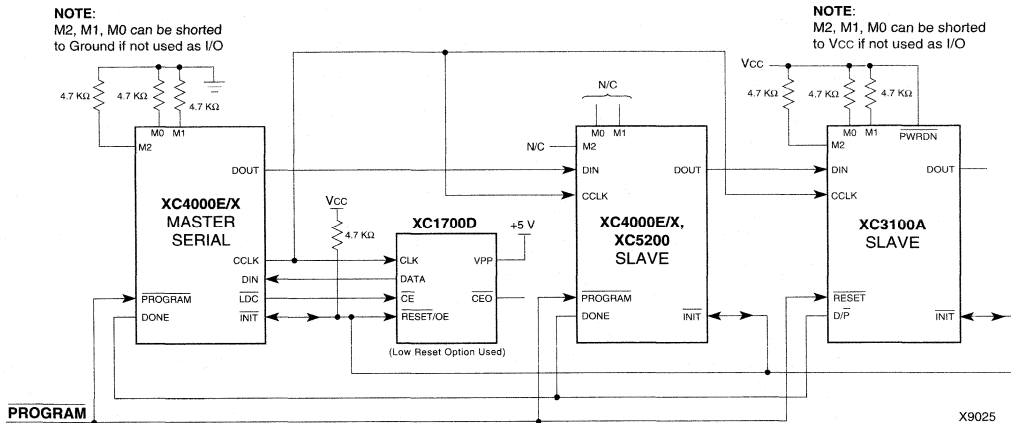 NOTE:
M2, M1, M0 can be shorted
to Ground if not used as I/O
NOTE:
M2, M1, M0 can be shorted
to VCC if not used as I/O
4.7 KΩ
4.7 KΩ
4.7 KΩ
N/C
VCC
4.7 KΩ
4.7 KΩ
4.7 KΩ
M0 M1
M2
DOUT
XC4000E/X
MASTER
SERIAL
CCLK
DIN
PROGRAM
LDC
DONE
INIT
VCC
4.7 KΩ
XC1700D
+5 V
CLK
VPP
DATA
CE
CEO
RESET/OE
(Low Reset Option Used)
M0 M1
N/C
M2
DIN
DOUT
CCLK
XC4000E/X,
XC5200
SLAVE
PROGRAM
DONE
INIT
M0 M1
PWRDN
M2
DIN
DOUT
CCLK
XC3100A
SLAVE
RESET
D/P
INIT
PROGRAM
X9025